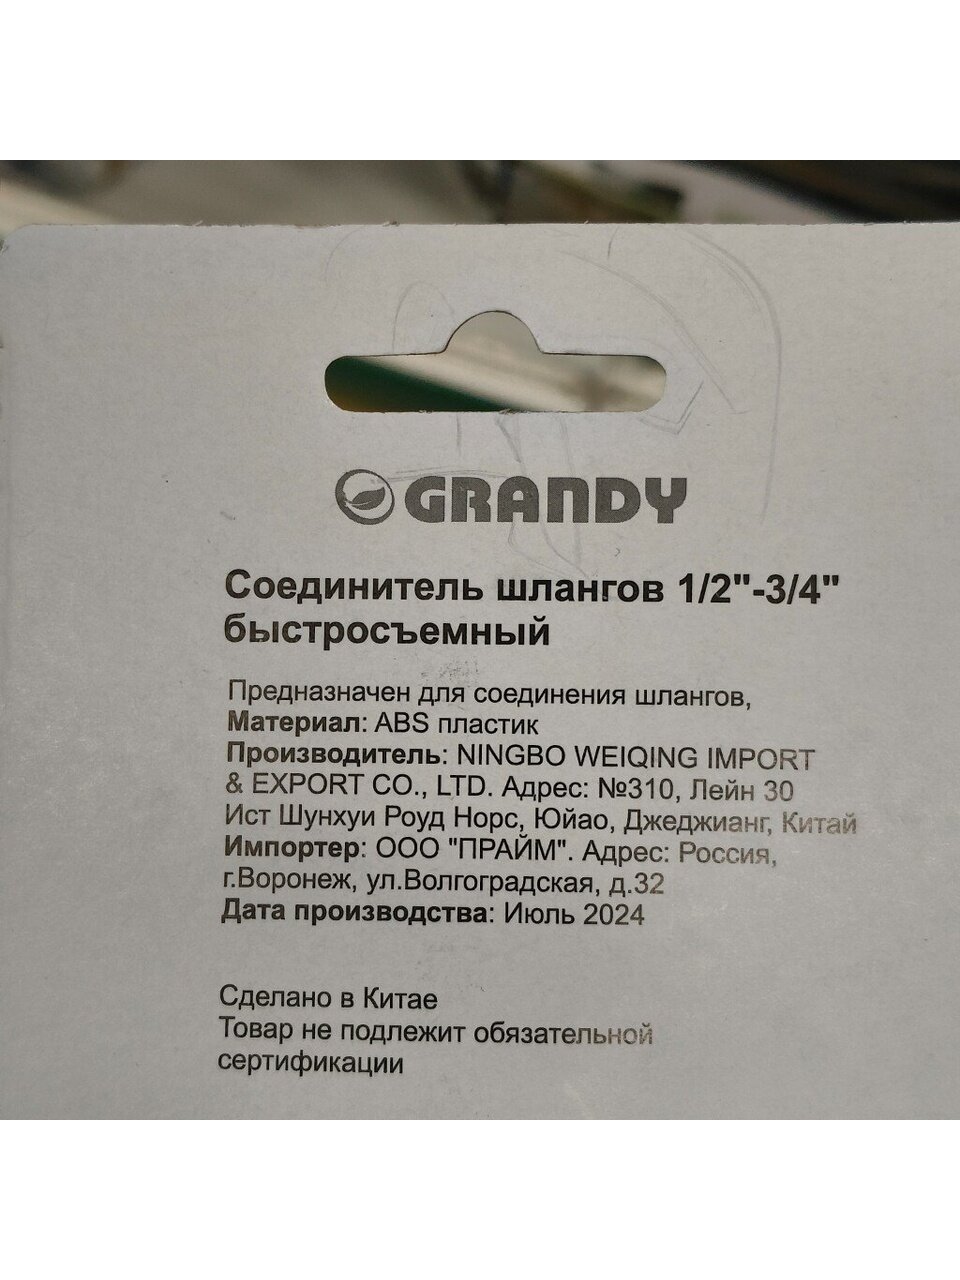 GRANDY
Соединитель шлангов 1/2"-3/4"
быстросъемный
Предназначен для соединения шлангов,
Материал: ABS пластик
Производитель: NINGBO WEIQING IMPORT
& EXPORT CO., LTD. Адрес: №310, Лейн 30
Ист Шунхуи Роуд Норс, Юйао, Джеджианг, Китай
Импортер: ООО "ПРАЙМ". Адрес: Россия,
г.Воронеж, ул.Волгоградская, д.32
Дата производства: Июль 2024
Сделано в Китае
Товар не подлежит обязательной
сертификации